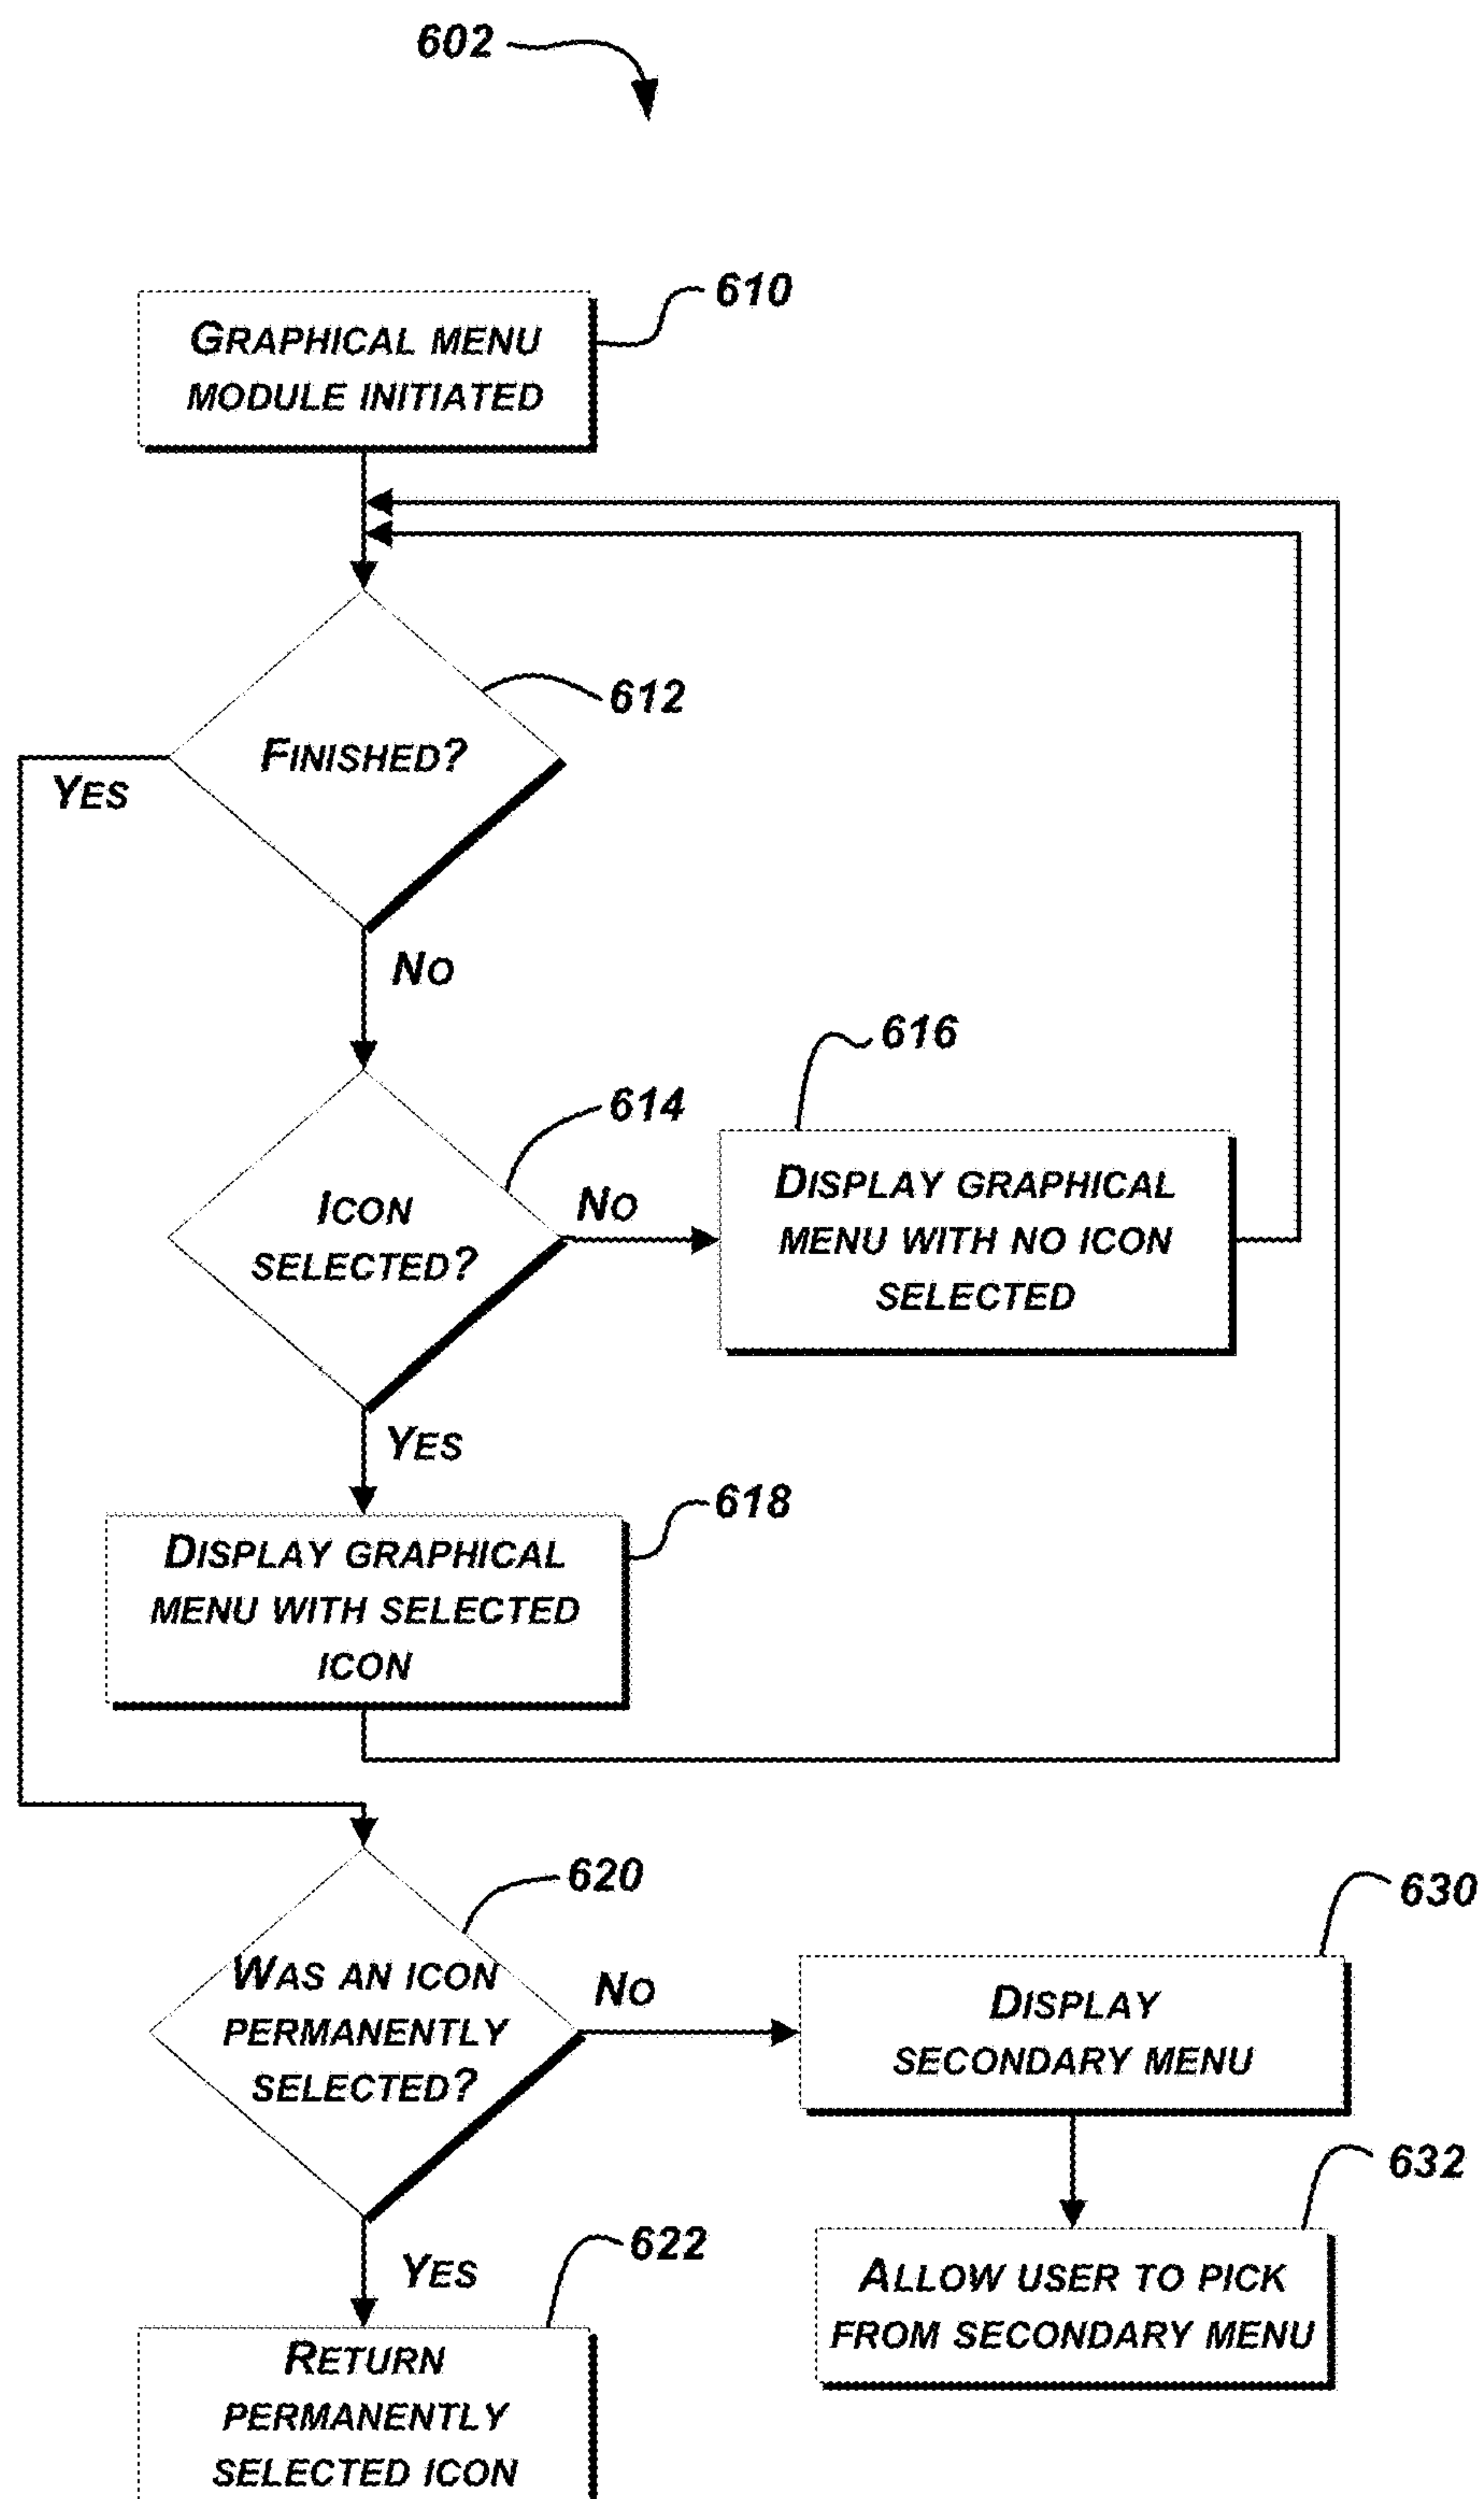 602
610
GRAPHICAL MENU
MODULE INITIATED
612
FINISHED?
YES
NO
616
614
ICON
SELECTED?
NO
DISPLAY GRAPHICAL
MENU WITH NO ICON
SELECTED
YES
618
DISPLAY GRAPHICAL
MENU WITH SELECTED
ICON
620
630
WAS AN ICON
PERMANENTLY
SELECTED?
NO
DISPLAY
SECONDARY MENU
632
622
YES
ALLOW USER TO PICK
FROM SECONDARY MENU
RETURN
PERMANENTLY
SELECTED ICON